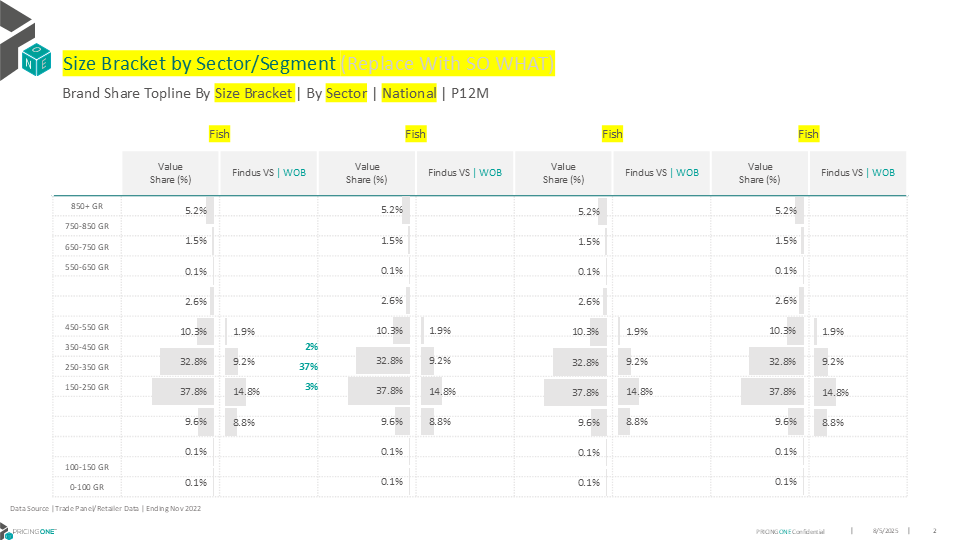 Size Bracket by Sector/Segment (Replace With SO WHAT)
Brand Share Topline By Size Bracket | By Sector | National | P12M
Fish Fish Fish Fish
Value Share (%) Findus VS | WOB Value Share (%) Findus VS | WOB Value Share (%) Findus VS | WOB Value Share (%) Findus VS | WOB
850+ GR 5.2% 5.2% 5.2% 5.2%
750-850 GR
650-750 GR 1.5% 1.5% 1.5% 1.5%
550-650 GR 0.1% 0.1% 0.1% 0.1%
2.6% 2.6% 2.6% 2.6%
450-550 GR 10.3% 1.9% 10.3% 1.9% 10.3% 1.9% 10.3% 1.9%
350-450 GR 2%
250-350 GR 32.8% 9.2% 37% 32.8% 9.2% 32.8% 9.2% 32.8% 9.2%
150-250 GR 37.8% 14.8% 3% 37.8% 14.8% 37.8% 14.8% 37.8% 14.8%
9.6% 8.8% 9.6% 8.8% 9.6% 8.8% 9.6% 8.8%
0.1% 0.1% 0.1% 0.1%
100-150 GR
0-100 GR 0.1% 0.1% 0.1% 0.1%
Data Source | Trade Panel/Retailer Data | Ending Nov 2022
PRICINGONE™ PRICINGONE Confidential | 8/5/2025 | 2
O
N E